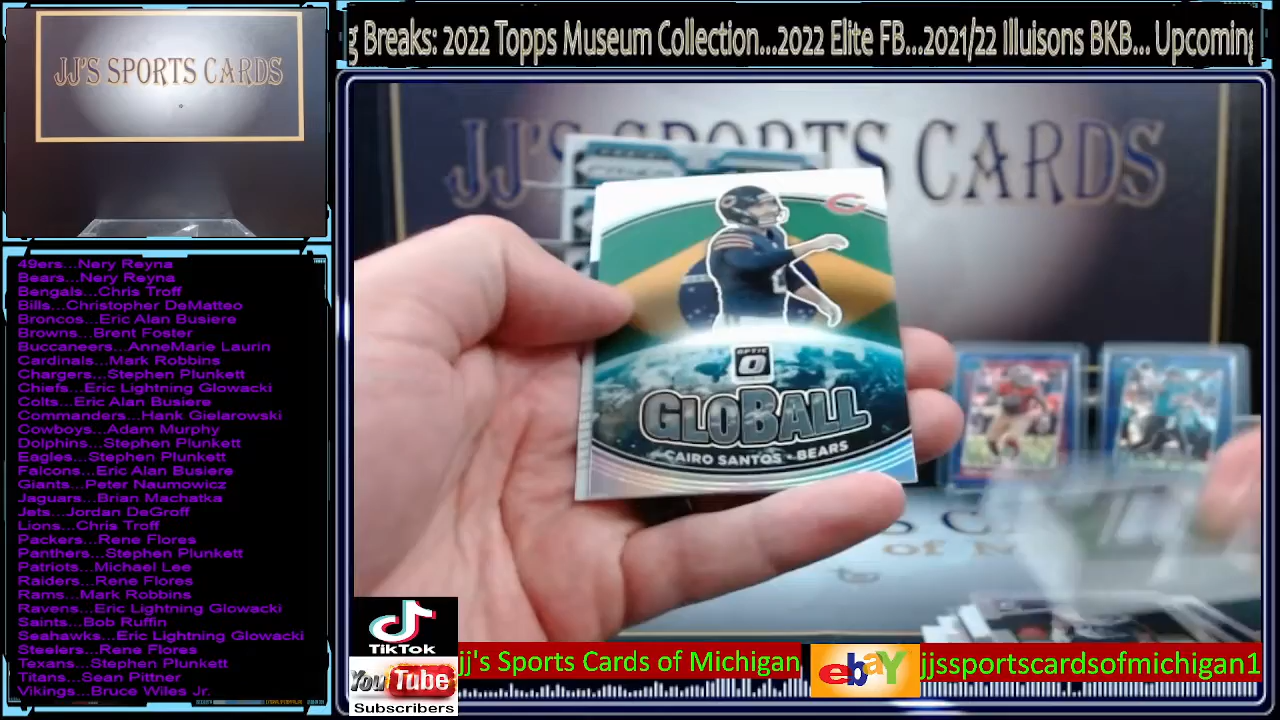 JJ'S SPORTS CARDS
g Breaks: 2022 Topps Museum Collection...2022 Elite FB...2021/22 Illuisons BKB... Upcoming
JJ'S SPORTS CARDS
OPTIC
GLOBALL
CAIRO SANTOS • BEARS
49ers...Nery Reyna
Bears...Nery Reyna
Bengals...Chris Troff
Bills...Christopher DeMatteo
Broncos...Eric Alan Busiere
Browns...Brent Foster
Buccaneers...AnneMarie Laurin
Cardinals...Mark Robbins
Chargers...Stephen Plunkett
Chiefs...Eric Lightning Glowacki
Colts...Eric Alan Busiere
Commanders...Hank Gielarowski
Cowboys...Adam Murphy
Dolphins...Stephen Plunkett
Eagles...Stephen Plunkett
Falcons...Eric Alan Busiere
Giants...Peter Naumowicz
Jaguars...Brian Machatka
Jets...Jordan DeGroff
Lions...Chris Troff
Packers...Rene Flores
Panthers...Stephen Plunkett
Patriots...Michael Lee
Raiders...Rene Flores
Rams...Mark Robbins
Ravens...Eric Lightning Glowacki
Saints...Bob Ruffin
Seahawks...Eric Lightning Glowacki
Steelers...Rene Flores
Texans...Stephen Plunkett
Titans...Sean Pittner
Vikings...Bruce Wiles Jr.
TikTok
YouTube
Subscribers
jj's Sports Cards of Michigan
ebay
jjssportscardsofmichigan1